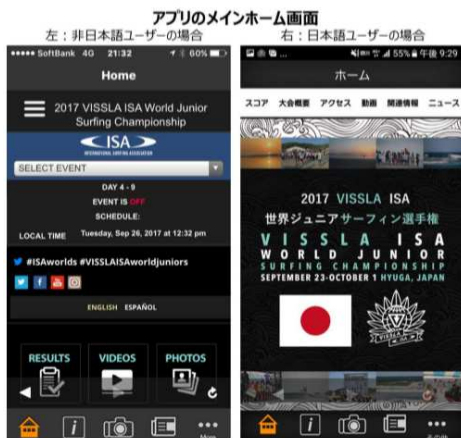 アプリのメインホーム画面
左：非日本語ユーザーの場合
右：日本語ユーザーの場合
SoftBank 4G 21:32 60%
Home
2017 VISSLA ISA World Junior
Surfing Championship
ISA
INTERNATIONAL SURFING ASSOCIATION
SELECT EVENT
DAY 4 - 9
EVENT IS OFF
SCHEDULE:
LOCAL TIME Tuesday, Sep 26, 2017 at 12:32 pm
#ISAworlds #VISSLAISAworldjuniors
ENGLISH ESPAÑOL
RESULTS VIDEOS PHOTOS
55% 午後 9:29
ホーム
スコア 大会概要 アクセス 動画 関連情報 ニュース
2017 VISSLA ISA
世界ジュニアサーフィン選手権
VISSLA ISA
WORLD JUNIOR
SURFING CHAMPIONSHIP
SEPTEMBER 23-OCTOBER 1 HYUGA, JAPAN
VISSLA